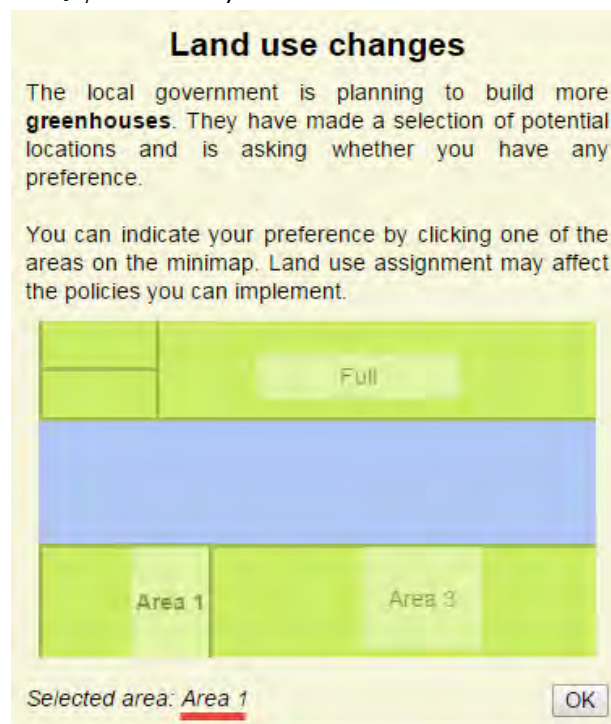 Land use changes
The local government is planning to build more
greenhouses. They have made a selection of potential
locations and is asking whether you have any
preference.
You can indicate your preference by clicking one of the
areas on the minimap. Land use assignment may affect
the policies you can implement.
Full
Area 1
Area 3
Selected area: Area 1
OK